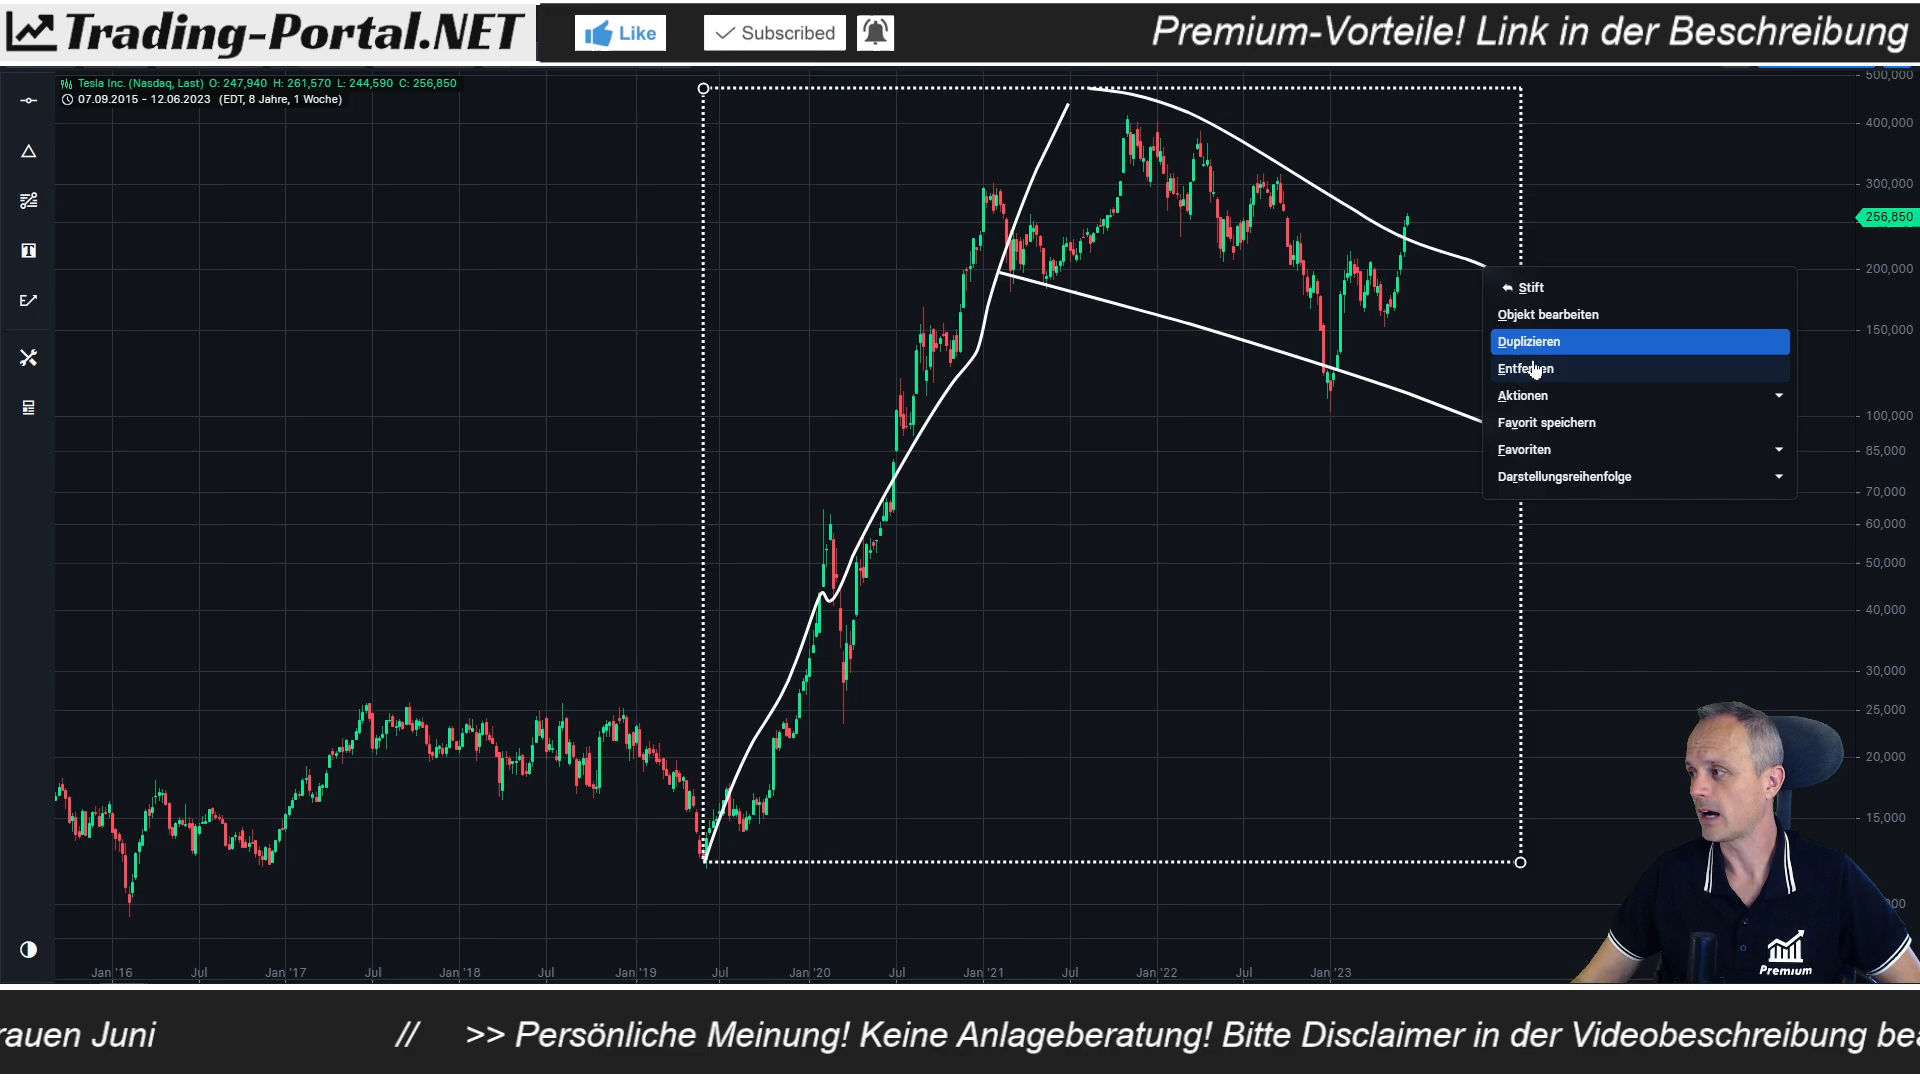 Trading-Portal.NET
Like
Subscribed
Premium-Vorteile! Link in der Beschreibung
Tesla Inc. (Nasdaq, Last) O: 247,940 H: 261,570 L: 244,590 C: 256,850
07.09.2015 - 12.06.2023 (EDT, 8 Jahre, 1 Woche)
500,000
400,000
300,000
256,850
200,000
150,000
100,000
85,000
70,000
60,000
50,000
40,000
30,000
25,000
20,000
15,000
Stift
Objekt bearbeiten
Duplizieren
Entfernen
Aktionen
Favorit speichern
Favoriten
Darstellungsreihenfolge
Jan '16
Jul
Jan '17
Jul
Jan '18
Jul
Jan '19
Jul
Jan '20
Jul
Jan '21
Jul
Jan '22
Jul
Jan '23
Premium
rauen Juni // >> Persönliche Meinung! Keine Anlageberatung! Bitte Disclaimer in der Videobeschreibung bea